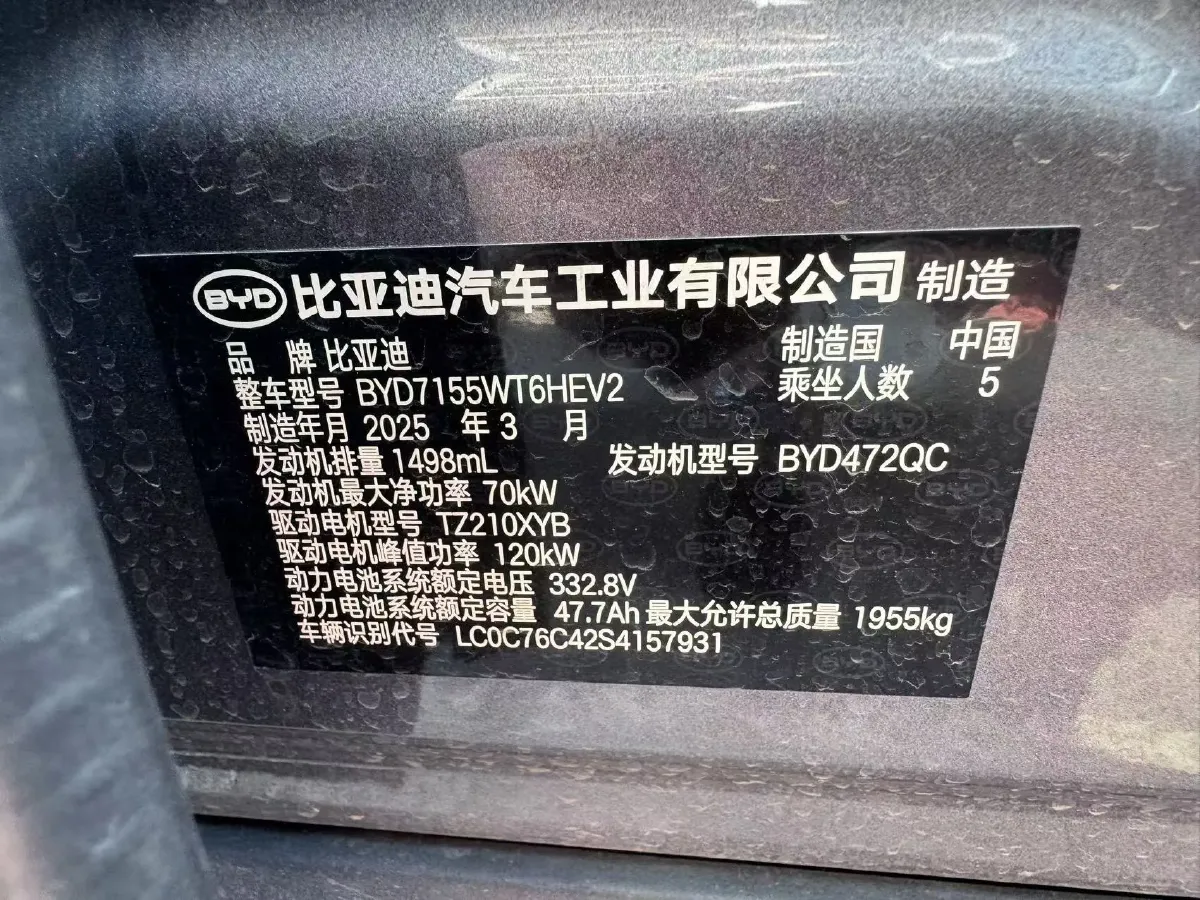 BYD 比亚迪汽车工业有限公司 制造
品 牌 比亚迪 制造国 中国
整车型号 BYD7155WT6HEV2 乘坐人数 5
制造年月 2025 年 3 月
发动机排量 1498mL 发动机型号 BYD472QC
发动机最大净功率 70kW
驱动电机型号 TZ210XYB
驱动电机峰值功率 120kW
动力电池系统额定电压 332.8V
动力电池系统额定容量 47.7Ah 最大允许总质量 1955kg
车辆识别代号 LC0C76C42S4157931